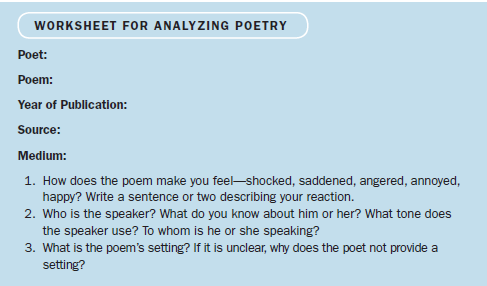 WORKSHEET FOR ANALYZING POETRY
Poet:
Poem:
Year of Publication:
Source:
Medium:
1. How does the poem make you feel—shocked, saddened, angered, annoyed,
happy? Write a sentence or two describing your reaction.
2. Who is the speaker? What do you know about him or her? What tone does
the speaker use? To whom is he or she speaking?
3. What is the poem's setting? If it is unclear, why does the poet not provide a
setting?